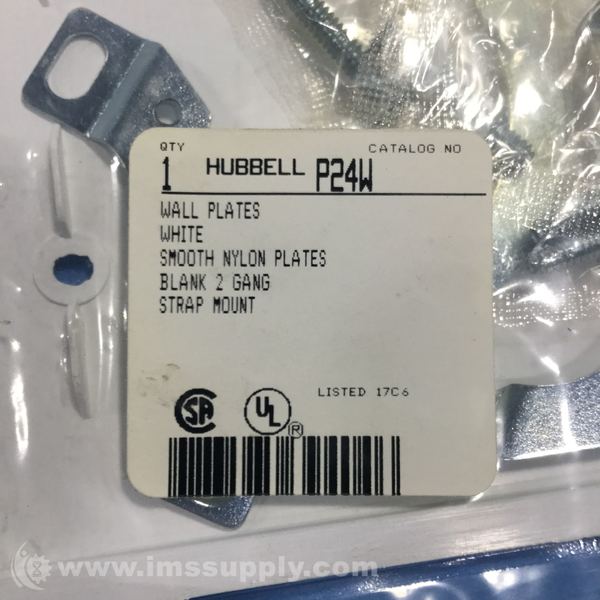 QTY CATALOG NO
1 HUBBELL P24W
WALL PLATES
WHITE
SMOOTH NYLON PLATES
BLANK 2 GANG
STRAP MOUNT
LISTED 17C6
SA UL ®
www.imssupply.com